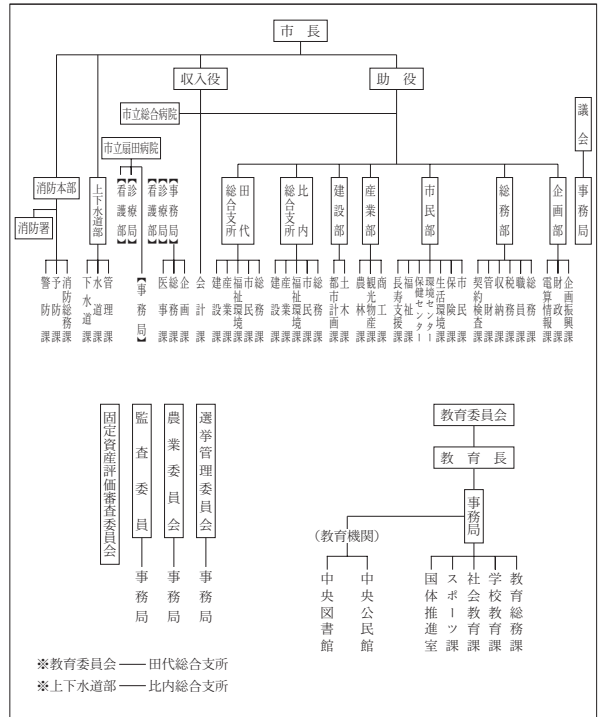 市長
収入役
助役
市立総合病院
市立扇田病院
議会
事務局
消防本部
消防署
上下水道部
【看護部】
【診療局】
【看護部】
【診療局】
【事務局】
田代総合支所
比内総合支所
建設部
産業部
市民部
総務部
企画部
警防課
予防課
消防総務課
下水道課
水道課
管理課
【事務局】
医事課
総務課
企画課
会計課
建設課
産業課
福祉環境課
市民課
総務課
建設課
産業課
福祉環境課
市民課
総務課
都市計画課
土木課
農林課
観光物産課
商工課
長寿支援課
福祉課
保健センター
環境センター
生活環境課
保険課
市民課
契約検査課
管財課
収納課
税務課
職員課
総務課
電算情報課
財政課
企画振興課
固定資産評価審査委員会
監査委員
事務局
農業委員会
事務局
選挙管理委員会
事務局
教育委員会
教育長
事務局
(教育機関)
中央図書館
中央公民館
国体推進室
スポーツ課
社会教育課
学校教育課
教育総務課
※教育委員会――田代総合支所
※上下水道部――比内総合支所